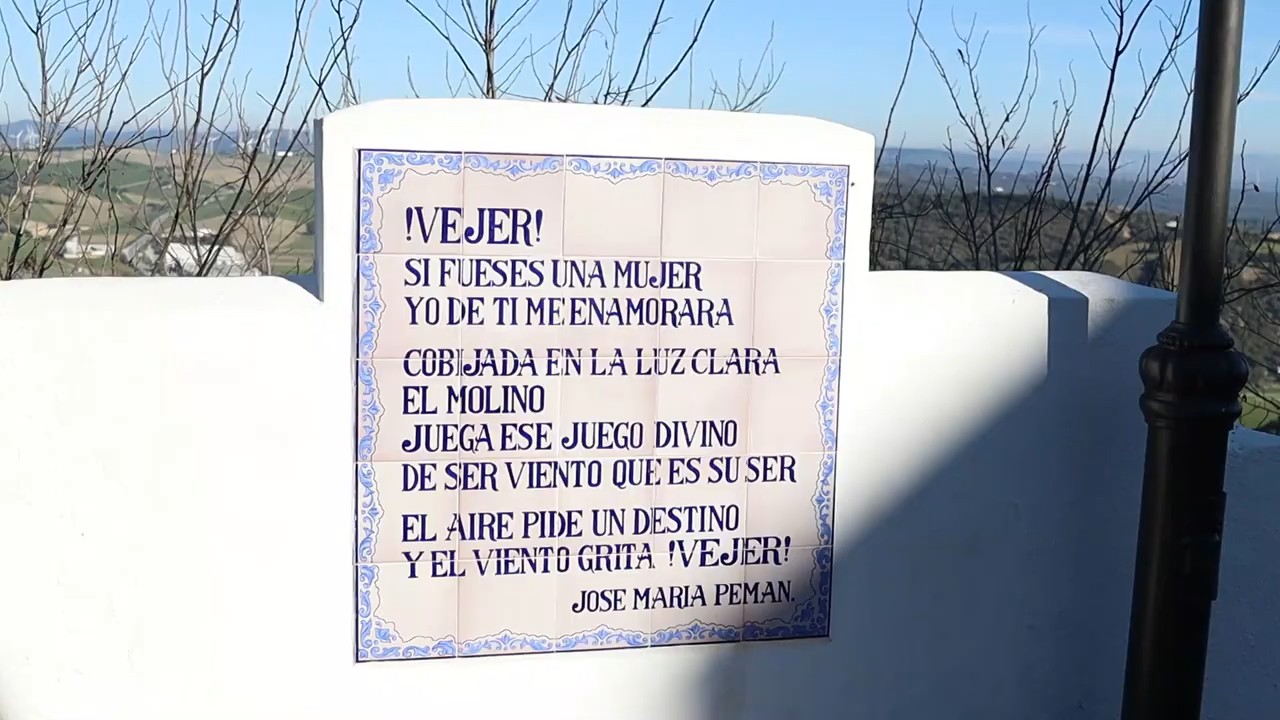 !VEJER!
SI FUESES UNA MUJER
YO DE TI ME ENAMORARA
COBIJADA EN LA LUZ CLARA
EL MOLINO
JUEGA ESE JUEGO DIVINO
DE SER VIENTO QUE ES SU SER
EL AIRE PIDE UN DESTINO
Y EL VIENTO GRITA !VEJER!
JOSE MARIA PEMAN.